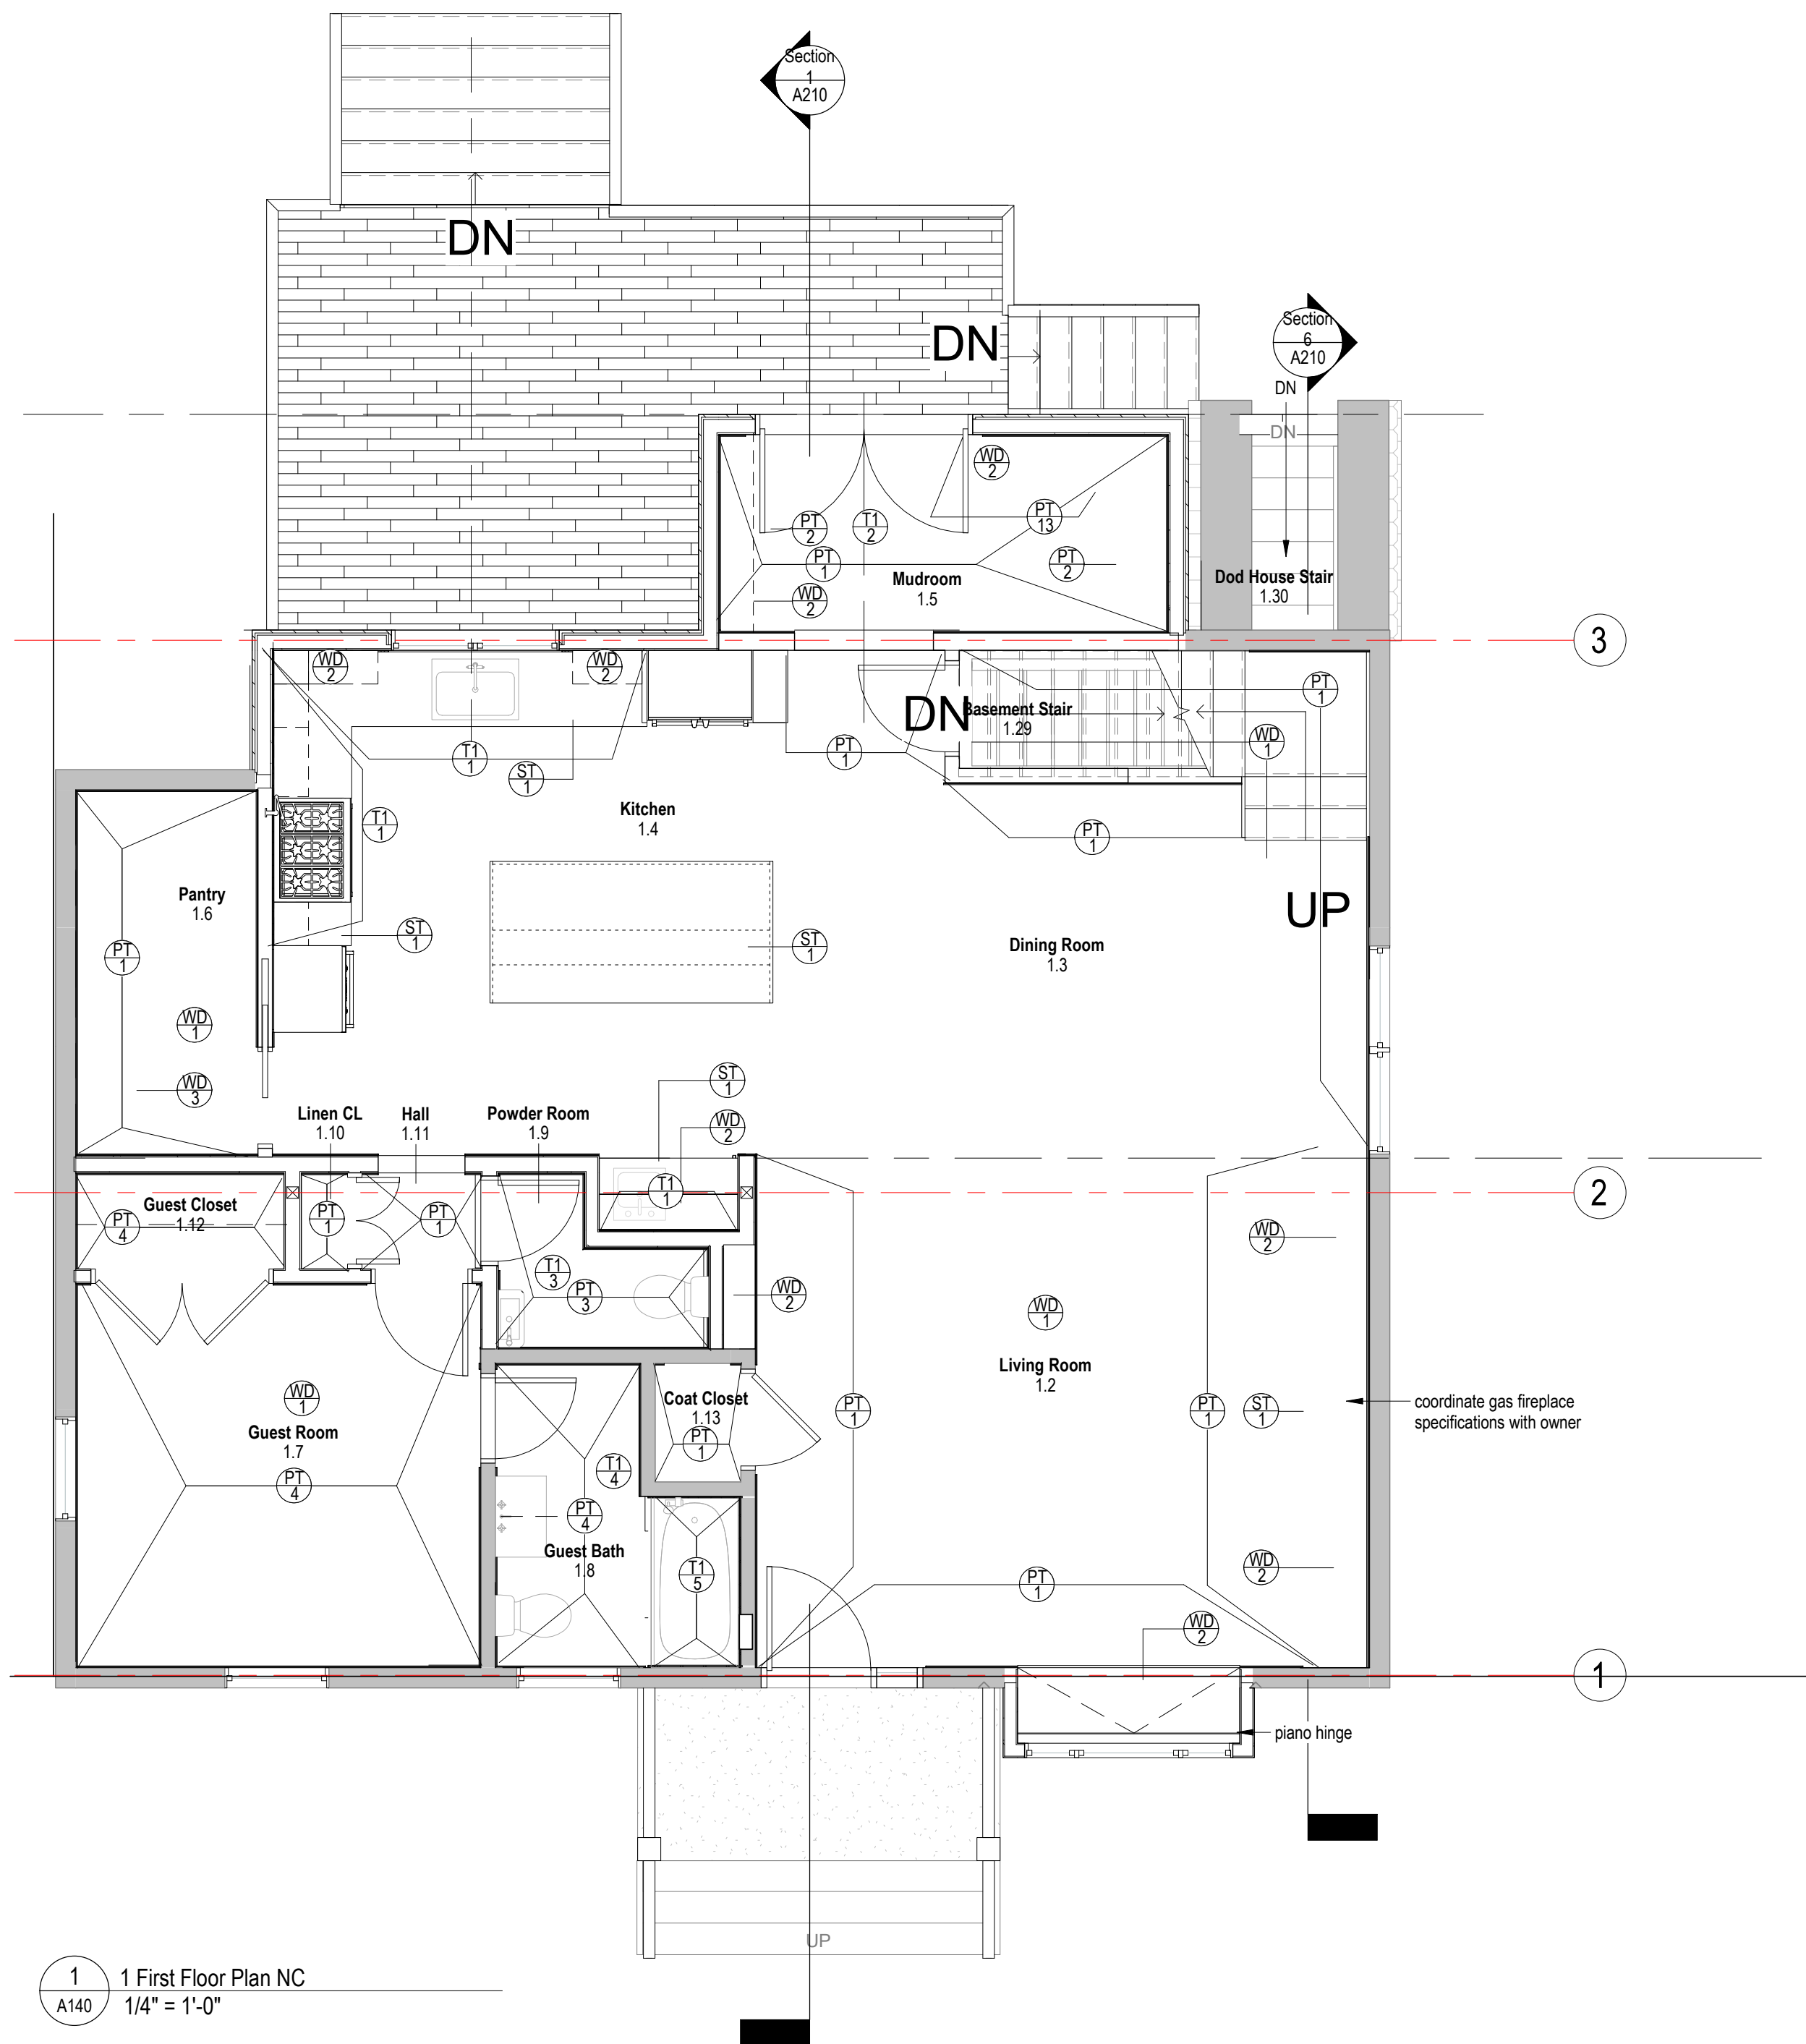 Section
1
A210
DN
DN
Section
6
A210
DN
DN
WD
2
PT
13
PT
2
T1
2
PT
1
PT
2
Mudroom
1.5
WD
2
Dod House Stair
1.30
3
WD
2
WD
2
PT
1
DN
Basement Stair
1.29
WD
1
T1
1
ST
1
PT
1
Kitchen
1.4
T1
1
PT
1
Pantry
1.6
UP
ST
1
ST
1
Dining Room
1.3
PT
1
WD
1
WD
3
ST
1
Linen CL
1.10
Hall
1.11
Powder Room
1.9
WD
2
T1
1
2
Guest Closet
1.12
PT
4
PT
1
PT
1
WD
2
T1
3
PT
3
WD
2
WD
1
Living Room
1.2
WD
1
Guest Room
1.7
PT
4
Coat Closet
1.13
PT
1
PT
1
PT
1
ST
1
coordinate gas fireplace
specifications with owner
T1
4
PT
4
Guest Bath
1.8
T1
5
PT
1
WD
2
WD
2
1
piano hinge
UP
1
A140
1 First Floor Plan NC
1/4" = 1'-0"